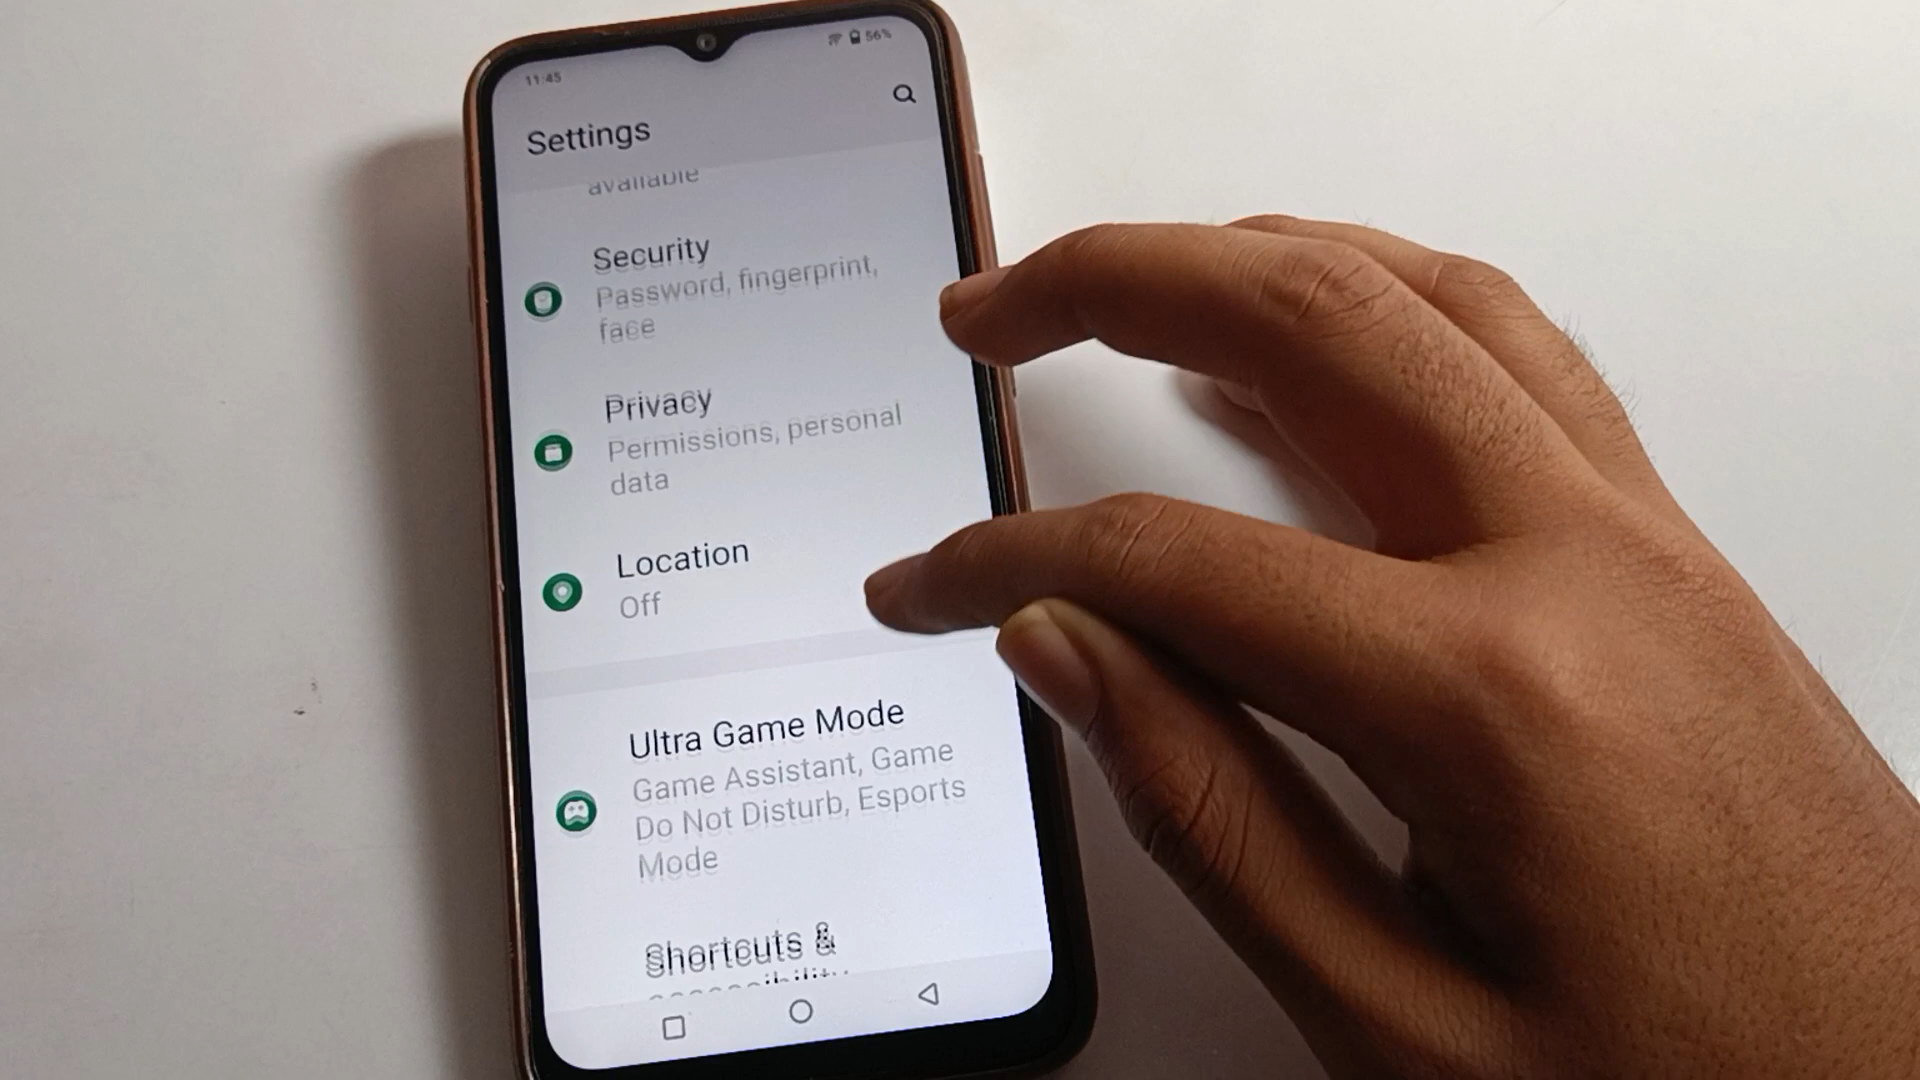 11:45
56%
Settings
available
Security
Password, fingerprint,
face
Privacy
Permissions, personal
data
Location
Off
Ultra Game Mode
Game Assistant, Game
Do Not Disturb, Esports
Mode
Shortcuts &